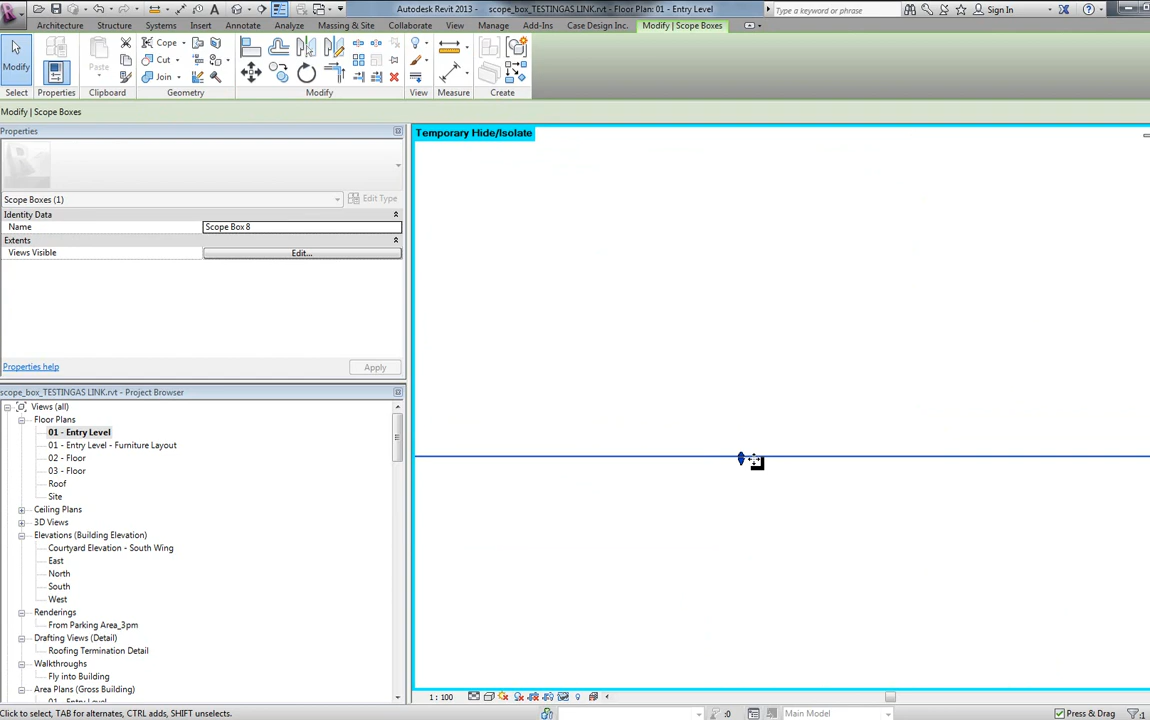 Autodesk Revit 2013 - scope_box_TESTINGAS LINK.rvt - Floor Plan: 01 - Entry Level
Type a keyword or phrase
Sign In
Architecture Structure Systems Insert Annotate Analyze Massing & Site Collaborate View Manage Add-Ins Case Design Inc. Modify | Scope Boxes
Modify Paste Cope Cut Join
Select Properties Clipboard Geometry Modify View Measure Create
Modify | Scope Boxes
Properties
Temporary Hide/Isolate
Scope Boxes (1) Edit Type
Identity Data
Name Scope Box 8
Extents
Views Visible Edit...
Properties help Apply
scope_box_TESTINGAS LINK.rvt - Project Browser
Views (all)
Floor Plans
01 - Entry Level
01 - Entry Level - Furniture Layout
02 - Floor
03 - Floor
Roof
Site
Ceiling Plans
3D Views
Elevations (Building Elevation)
Courtyard Elevation - South Wing
East
North
South
West
Renderings
From Parking Area_3pm
Drafting Views (Detail)
Roofing Termination Detail
Walkthroughs
Fly into Building
Area Plans (Gross Building)
01 - Entry Level
1 : 100
Click to select, TAB for alternates, CTRL adds, SHIFT unselects. :0 Main Model Press & Drag :1